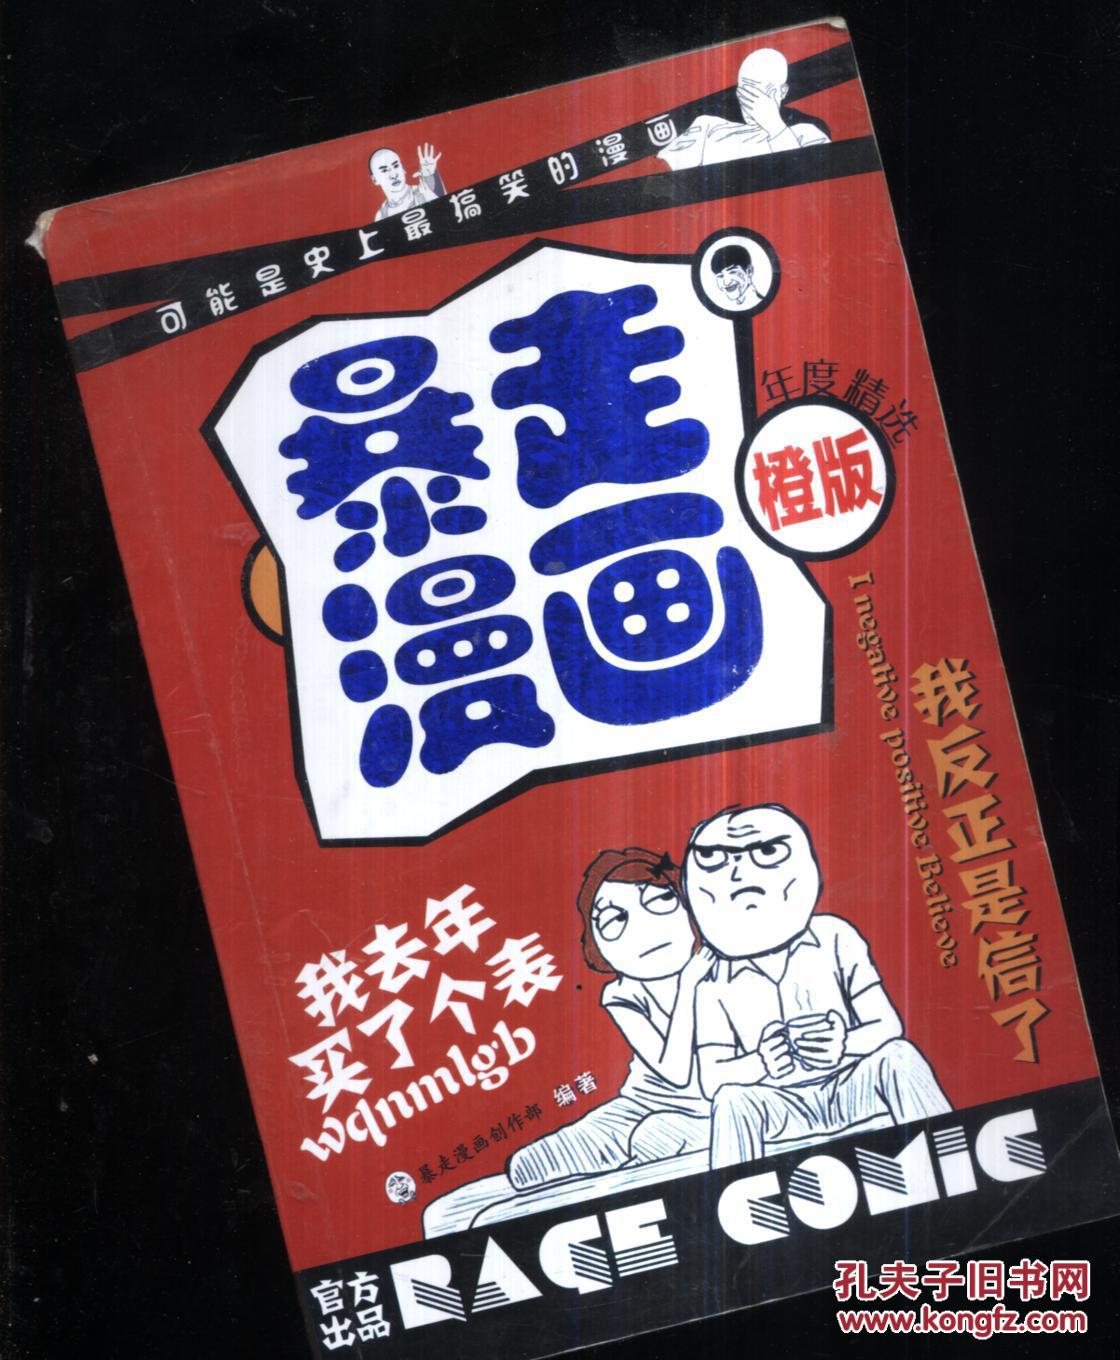 可能是史上最搞笑的漫画
暴走
漫画
年度精选
橙版
I negative positive Believe
我反正是信了
我去年
买了个表
wqnmlgb
暴走漫画创作部 编著
官方
出品
RAGE COMIC
孔夫子旧书网
www.kongfz.com